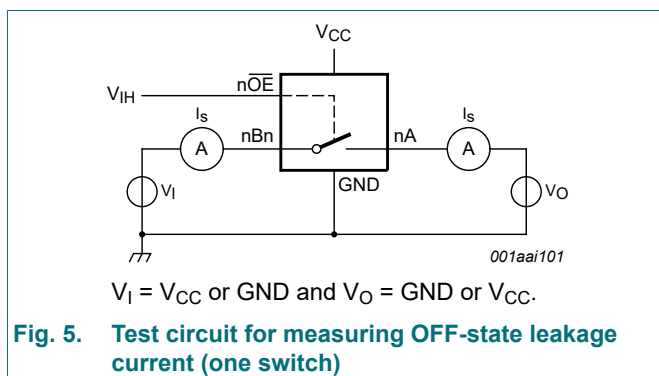 VCC
nOE
VIH
Is
Is
nBn
nA
A
A
GND
VI
VO
001aai101
VI = VCC or GND and VO = GND or VCC.
Fig. 5. Test circuit for measuring OFF-state leakage
current (one switch)